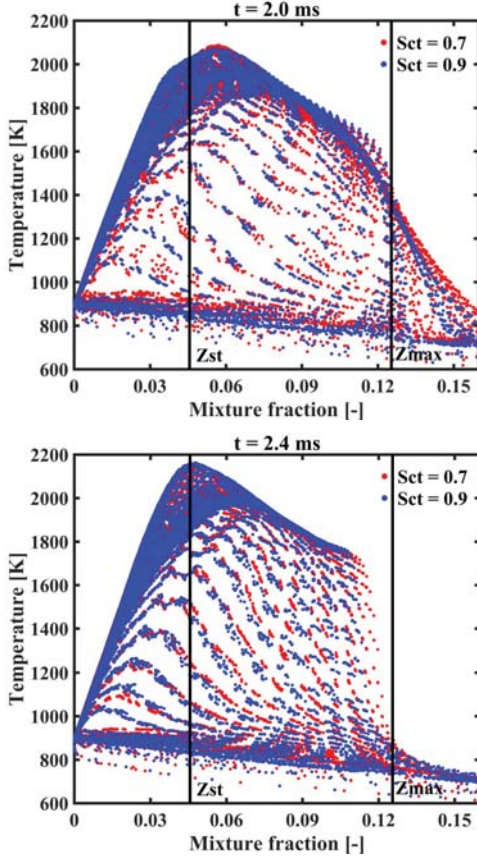 t = 2.0 ms
Sct = 0.7
Sct = 0.9
2200
2000
1800
1600
1400
1200
1000
800
600
Temperature [K]
Zst
Zmax
0 0.03 0.06 0.09 0.12 0.15
Mixture fraction [-]
t = 2.4 ms
Sct = 0.7
Sct = 0.9
2200
2000
1800
1600
1400
1200
1000
800
600
Temperature [K]
Zst
Zmax
0 0.03 0.06 0.09 0.12 0.15
Mixture fraction [-]